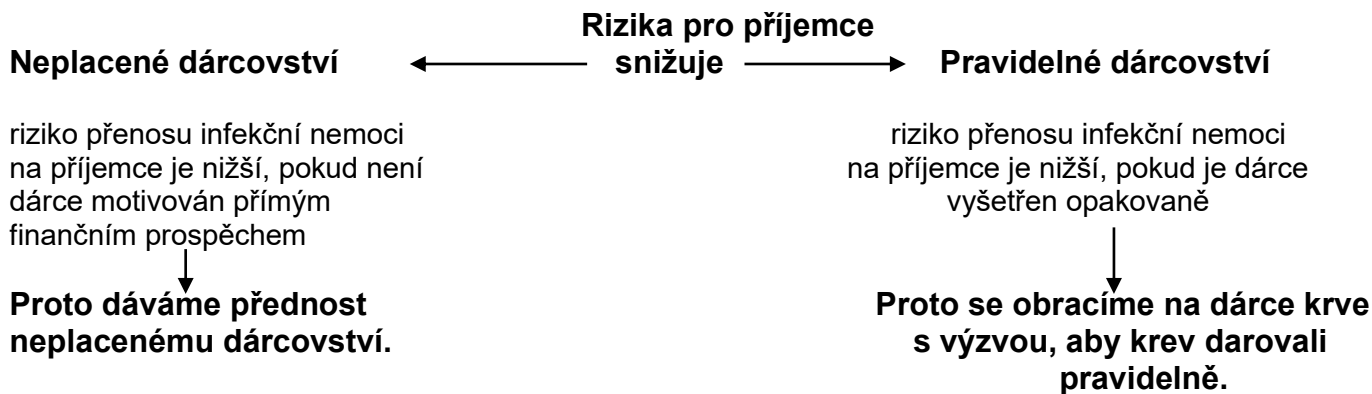 Rizika pro příjemce
snižuje
Neplacené dárcovství
riziko přenosu infekční nemoci
na příjemce je nižší, pokud není
dárce motivován přímým
finančním prospěchem
Proto dáváme přednost
neplacenému dárcovství.
Pravidelné dárcovství
riziko přenosu infekční nemoci
na příjemce je nižší, pokud je dárce
vyšetřen opakovaně
Proto se obracíme na dárce krve
s výzvou, aby krev darovali
pravidelně.